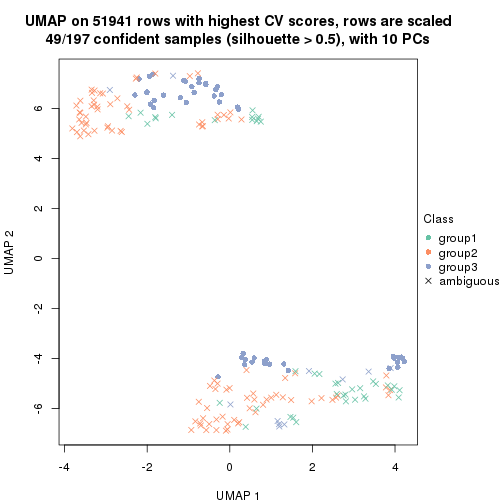 UMAP on 51941 rows with highest CV scores, rows are scaled
49/197 confident samples (silhouette > 0.5), with 10 PCs
6
4
2
0
-2
-4
-6
UMAP 2
-4
-2
0
2
4
UMAP 1
Class
group1
group2
group3
ambiguous